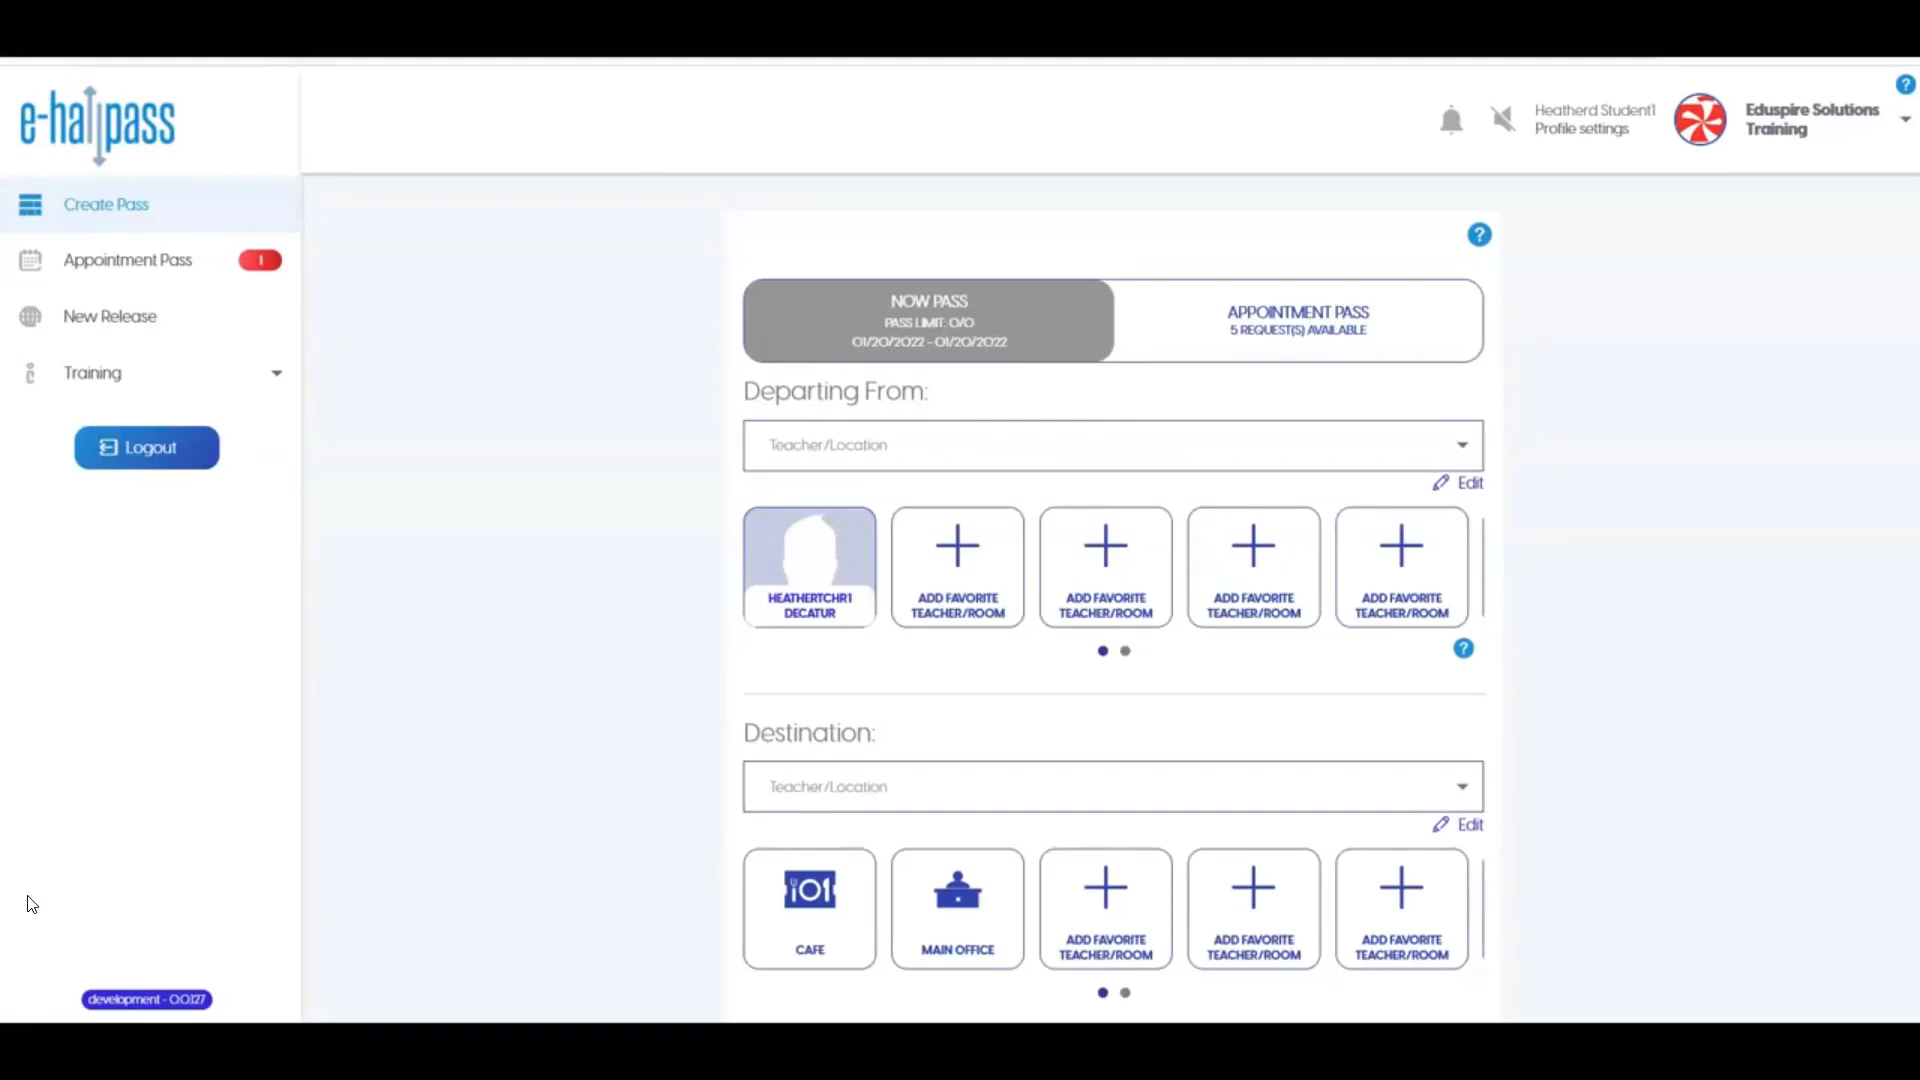 e-hallpass
?
Heatherd Student1
Profile settings
Eduspire Solutions
Training
Create Pass
Appointment Pass
1
New Release
Training
Logout
development - 0.0.127
?
NOW PASS
PASS LIMIT: 0/0
01/20/2022 - 01/20/2022
APPOINTMENT PASS
5 REQUEST(S) AVAILABLE
Departing From:
Teacher/Location
Edit
HEATHERTCHR1
DECATUR
ADD FAVORITE
TEACHER/ROOM
ADD FAVORITE
TEACHER/ROOM
ADD FAVORITE
TEACHER/ROOM
ADD FAVORITE
TEACHER/ROOM
?
Destination:
Teacher/Location
Edit
CAFE
MAIN OFFICE
ADD FAVORITE
TEACHER/ROOM
ADD FAVORITE
TEACHER/ROOM
ADD FAVORITE
TEACHER/ROOM